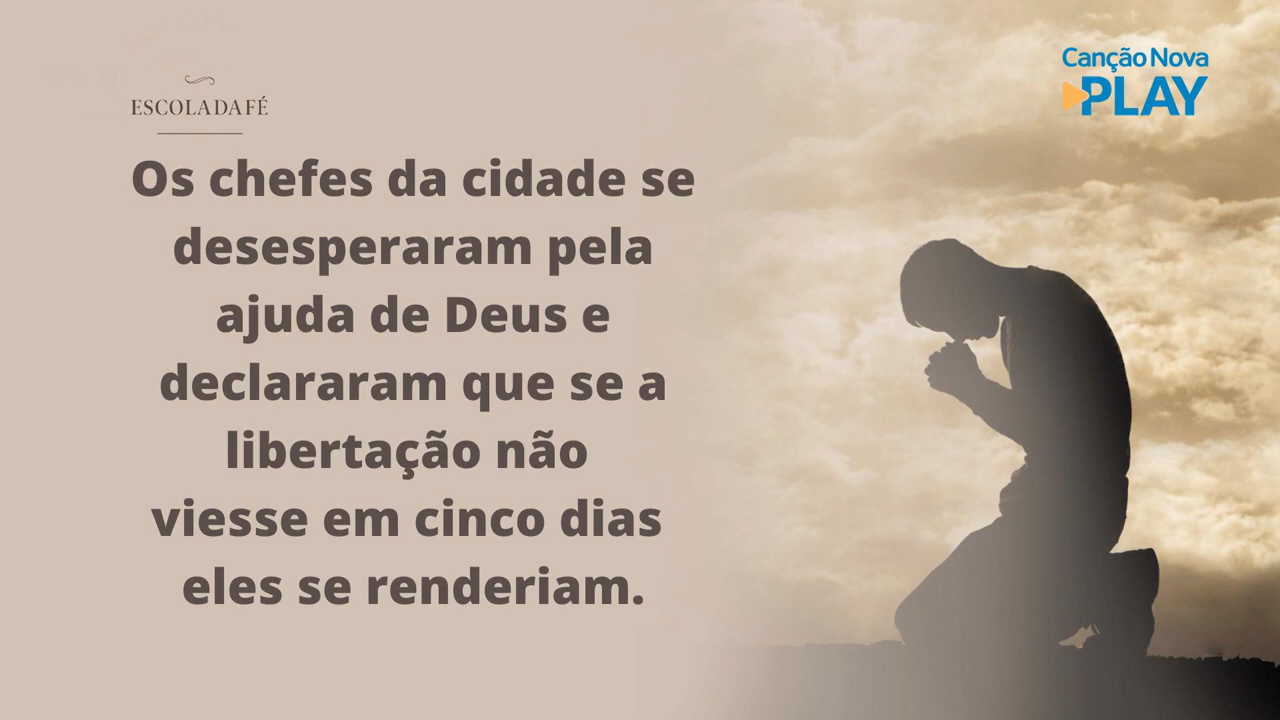 ESCOLA DA FÉ
Canção Nova
PLAY
Os chefes da cidade se
desesperaram pela
ajuda de Deus e
declararam que se a
libertação não
viesse em cinco dias
eles se renderiam.